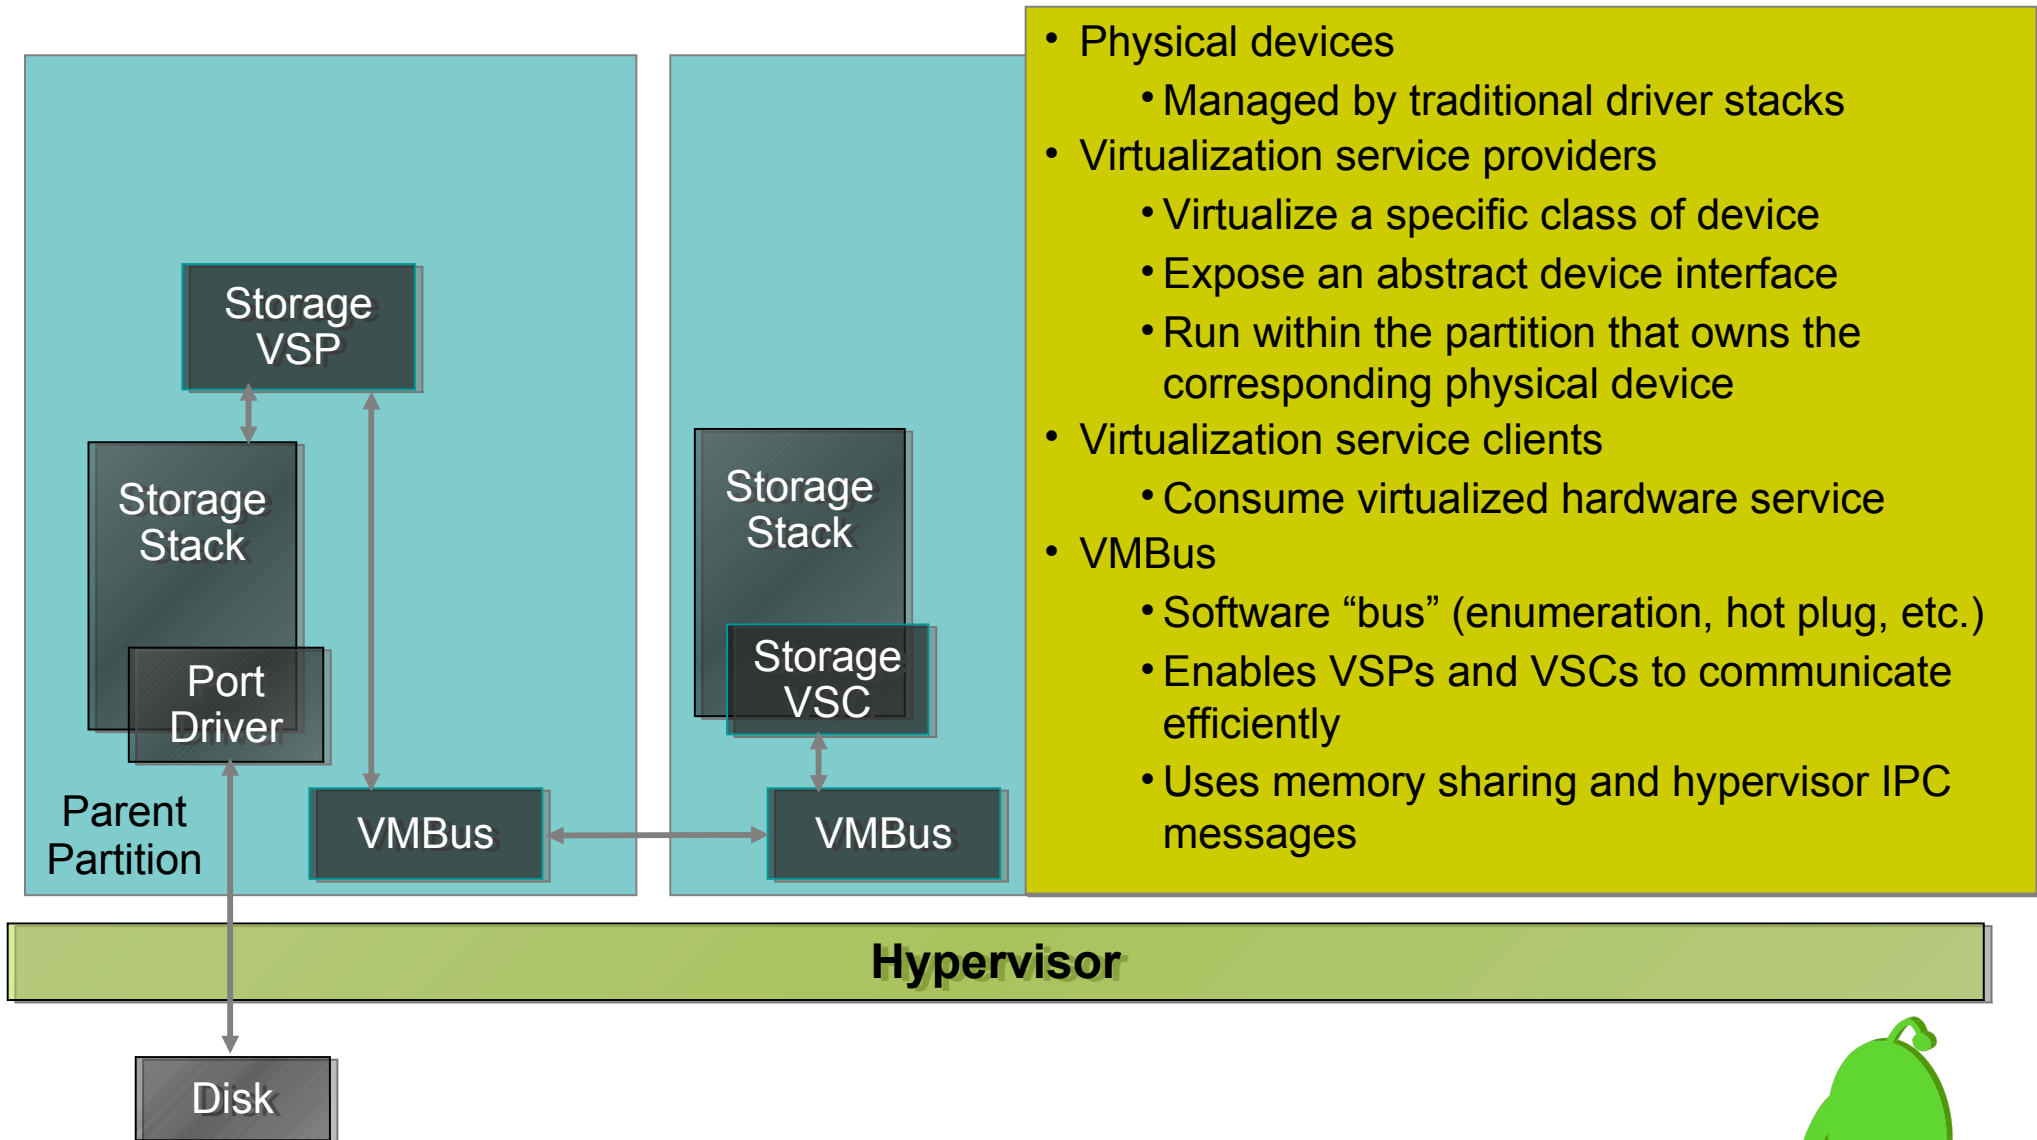 Storage
VSP
Storage
Stack
Port
Driver
Parent
Partition
VMBus
Storage
Stack
Storage
VSC
VMBus
• Physical devices
• Managed by traditional driver stacks
• Virtualization service providers
• Virtualize a specific class of device
• Expose an abstract device interface
• Run within the partition that owns the
corresponding physical device
• Virtualization service clients
• Consume virtualized hardware service
• VMBus
• Software “bus” (enumeration, hot plug, etc.)
• Enables VSPs and VSCs to communicate
efficiently
• Uses memory sharing and hypervisor IPC
messages
Hypervisor
Disk